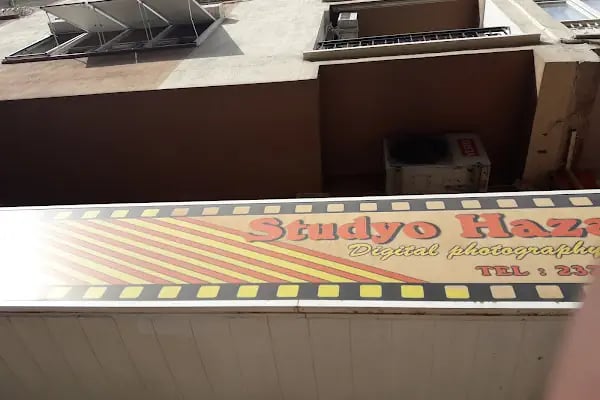 Studyo Haza
Digital photography
TEL : 237